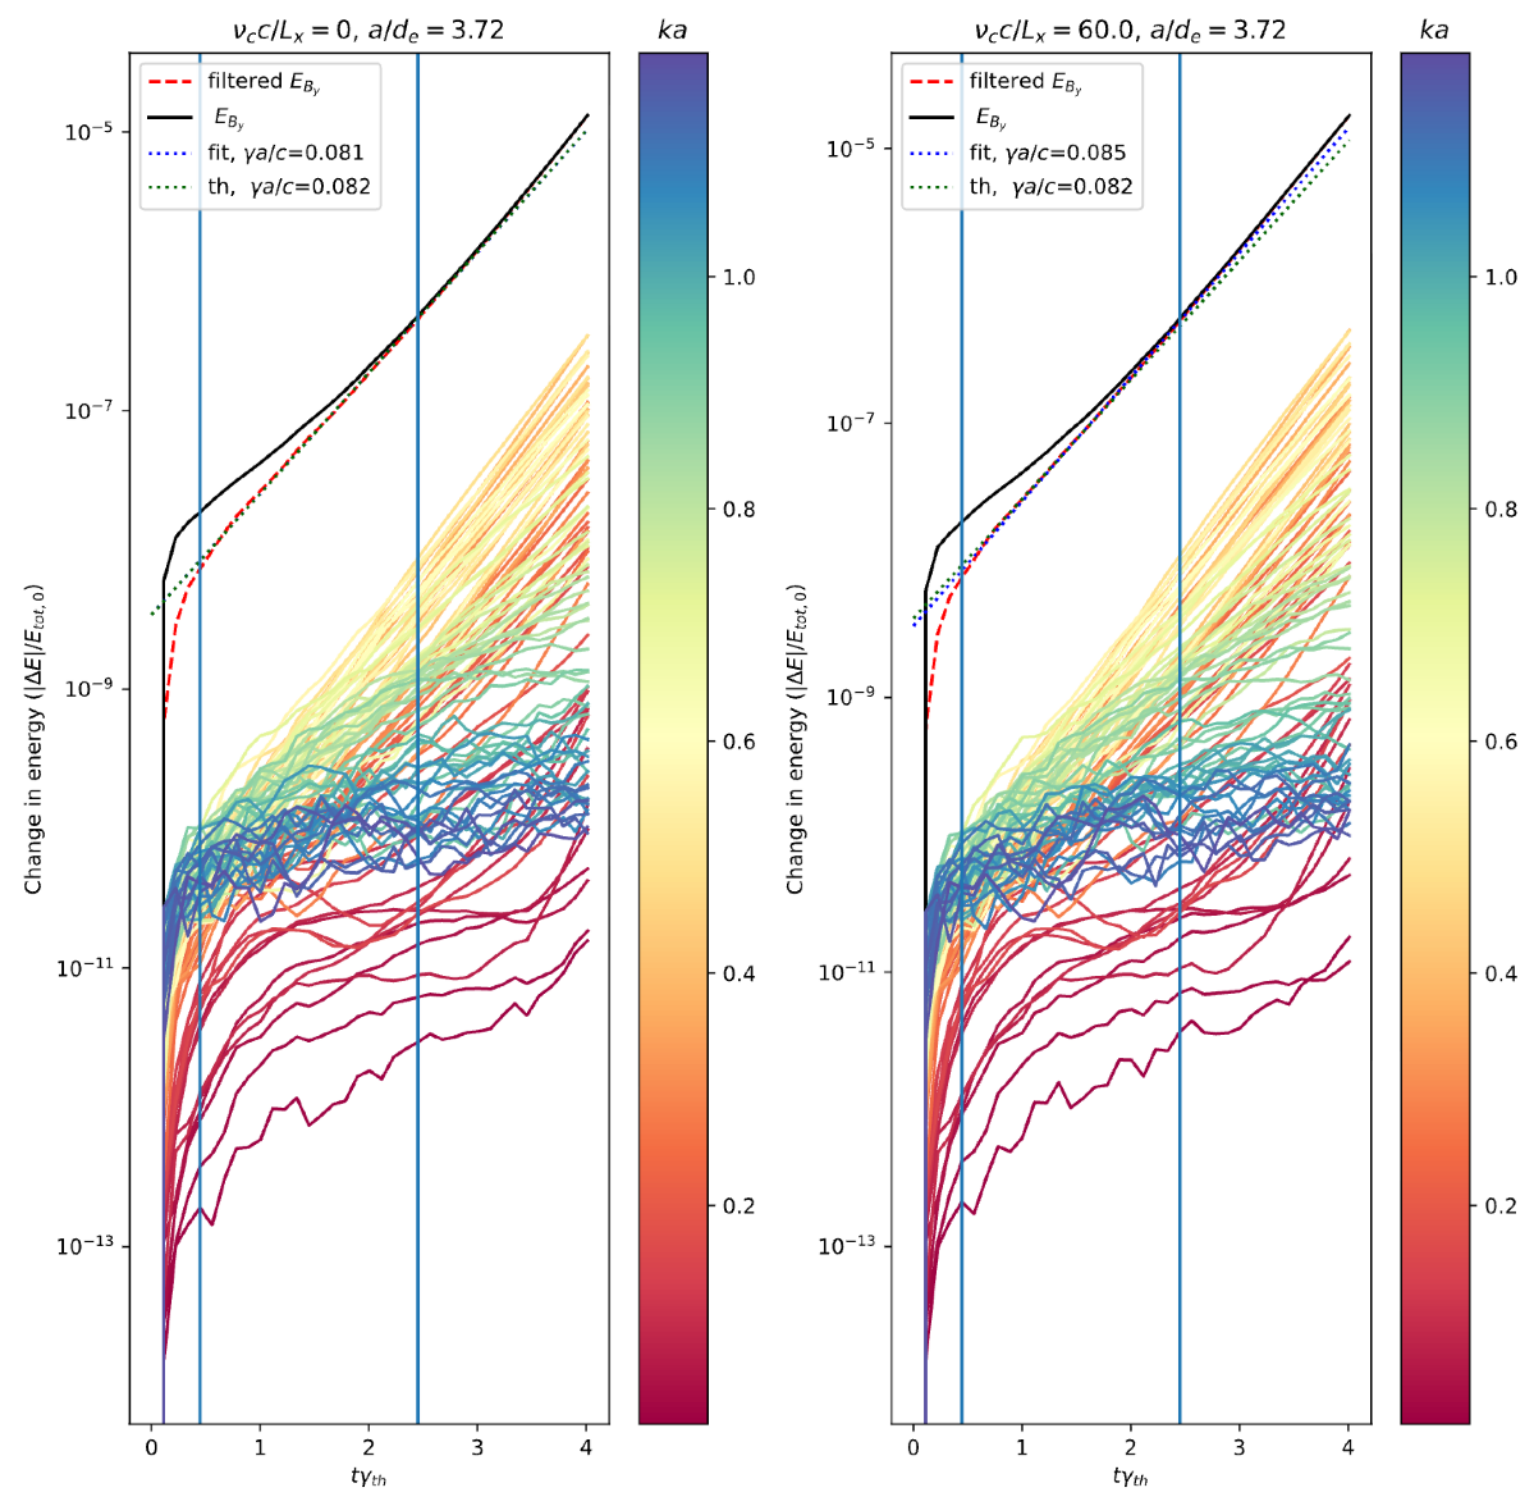 ν_c c/L_x = 0, a/d_e = 3.72
ka
filtered E_{B_y}
E_{B_y}
fit, γa/c=0.081
th, γa/c=0.082
10⁻⁵
10⁻⁷
10⁻⁹
10⁻¹¹
10⁻¹³
Change in energy (|ΔE|/E_{tot, 0})
0 1 2 3 4
tγ_{th}
1.0
0.8
0.6
0.4
0.2
ν_c c/L_x = 60.0, a/d_e = 3.72
ka
filtered E_{B_y}
E_{B_y}
fit, γa/c=0.085
th, γa/c=0.082
10⁻⁵
10⁻⁷
10⁻⁹
10⁻¹¹
10⁻¹³
Change in energy (|ΔE|/E_{tot, 0})
0 1 2 3 4
tγ_{th}
1.0
0.8
0.6
0.4
0.2